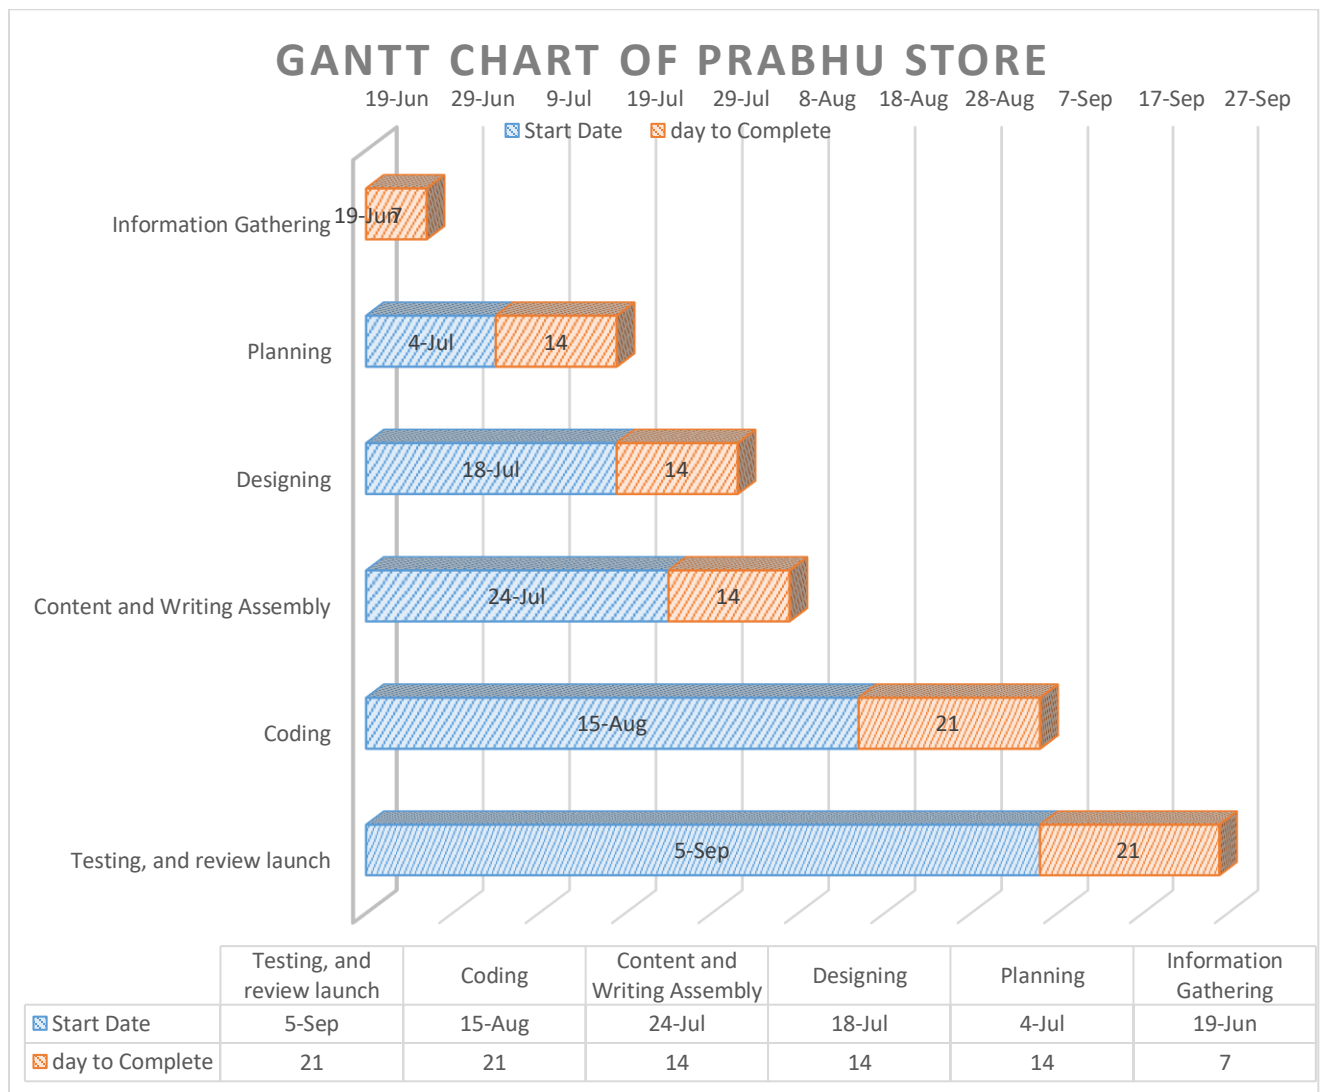 GANTT CHART OF PRABHU STORE
19-Jun 29-Jun 9-Jul 19-Jul 29-Jul 8-Aug 18-Aug 28-Aug 7-Sep 17-Sep 27-Sep
Start Date day to Complete
Information Gathering 19-Jun 7
Planning 4-Jul 14
Designing 18-Jul 14
Content and Writing Assembly 24-Jul 14
Coding 15-Aug 21
Testing, and review launch 5-Sep 21
Testing, and review launch Coding Content and Writing Assembly Designing Planning Information Gathering
Start Date 5-Sep 15-Aug 24-Jul 18-Jul 4-Jul 19-Jun
day to Complete 21 21 14 14 14 7